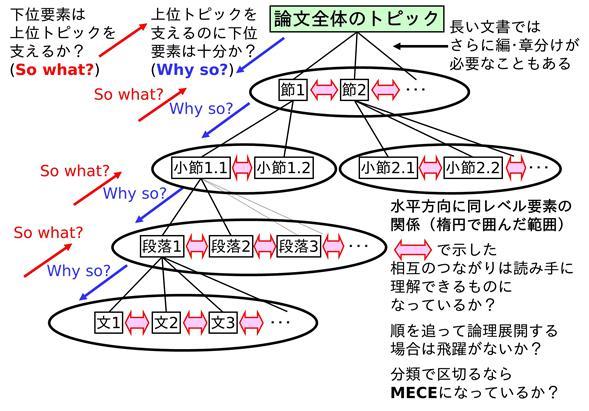 下位要素は
上位トピックを
支えるか?
(So what?)
上位トピックを
支えるのに下位
要素は十分か?
(Why so?)
論文全体のトピック
長い文書では
さらに編・章分けが
必要なこともある
So what?
Why so?
節1
節2
…
So what?
Why so?
小節1.1
小節1.2
小節2.1
小節2.2
…
水平方向に同レベル要素の
関係（楕円で囲んだ範囲）
So what?
Why so?
段落1
段落2
段落3
…
で示した
相互のつながりは読み手に
理解できるものに
なっているか?
文1
文2
文3
…
順を追って論理展開する
場合は飛躍がないか?
分類で区切るなら
MECEになっているか?